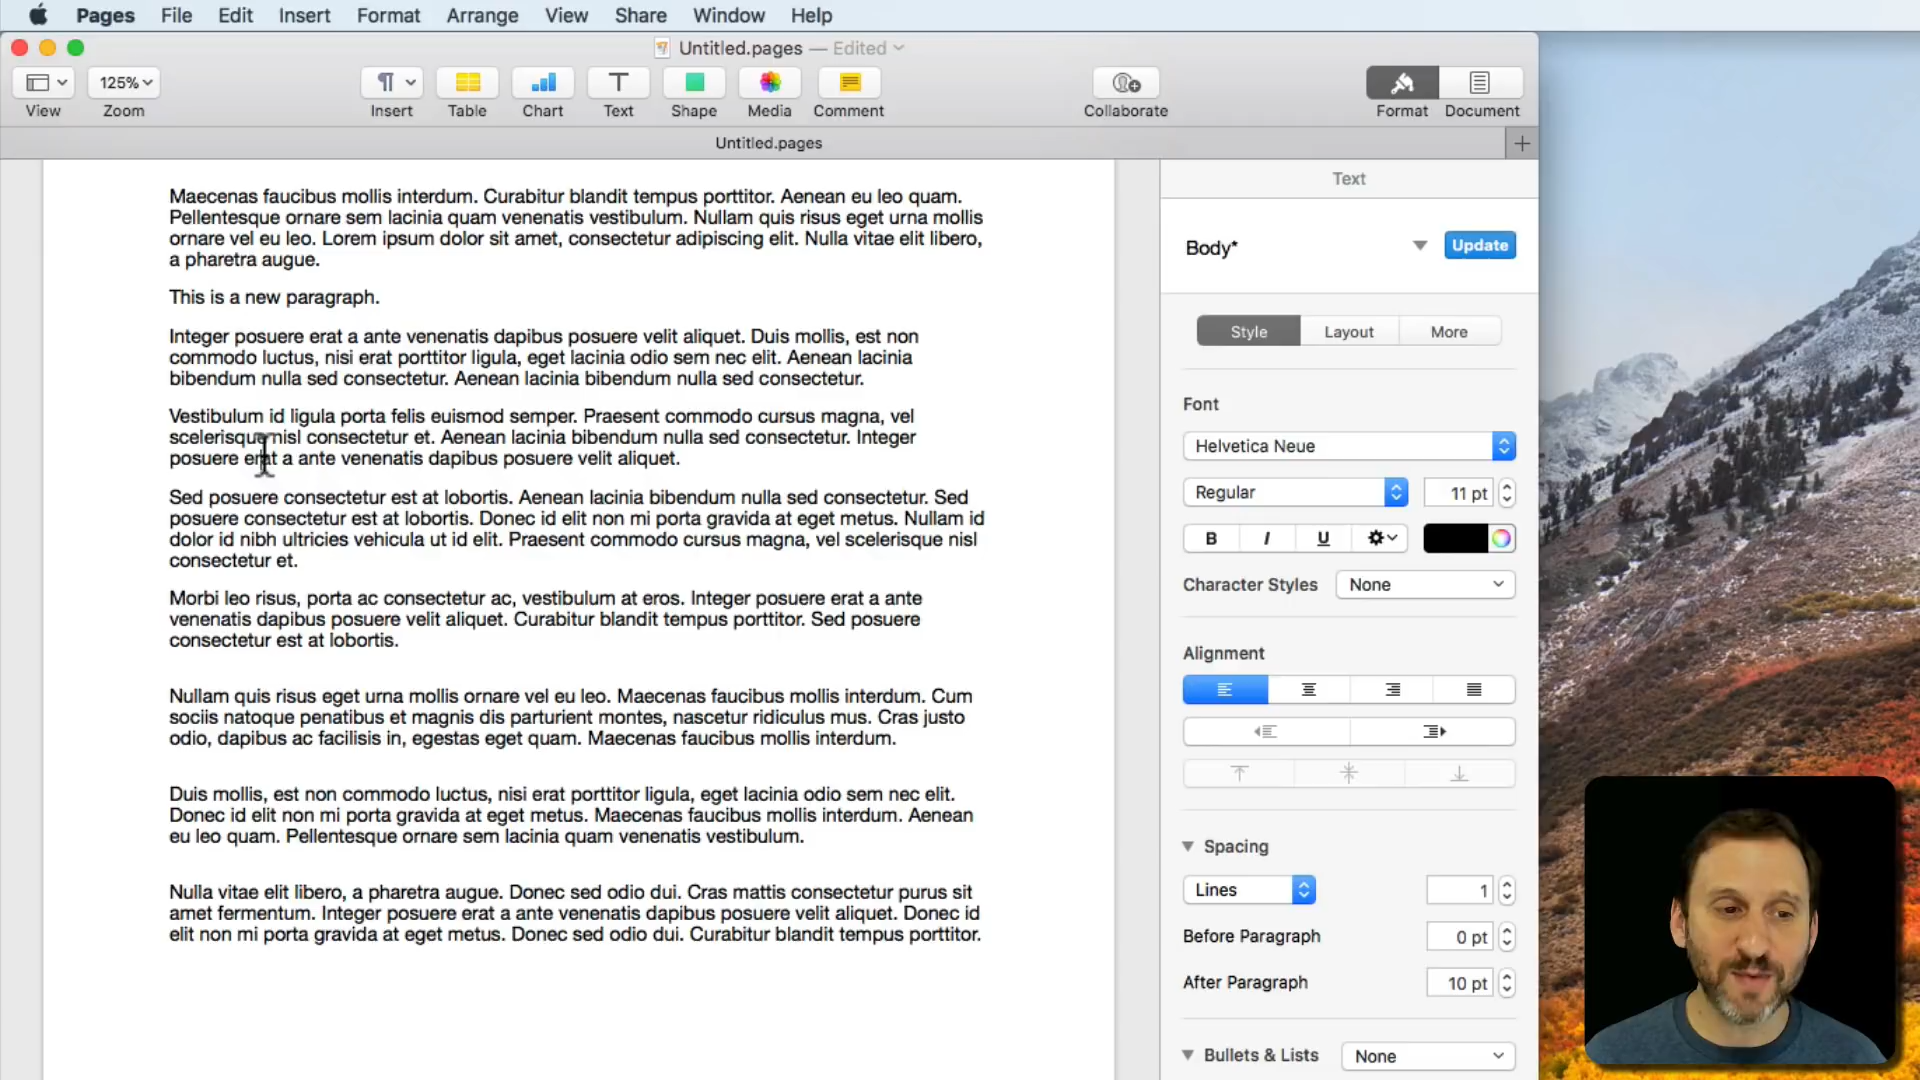 Pages File Edit Insert Format Arrange View Share Window Help
Untitled.pages — Edited
125%
View Zoom Insert Table Chart Text Shape Media Comment Collaborate Format Document
Untitled.pages
Maecenas faucibus mollis interdum. Curabitur blandit tempus porttitor. Aenean eu leo quam.
Pellentesque ornare sem lacinia quam venenatis vestibulum. Nullam quis risus eget urna mollis
ornare vel eu leo. Lorem ipsum dolor sit amet, consectetur adipiscing elit. Nulla vitae elit libero,
a pharetra augue.
This is a new paragraph.
Integer posuere erat a ante venenatis dapibus posuere velit aliquet. Duis mollis, est non
commodo luctus, nisi erat porttitor ligula, eget lacinia odio sem nec elit. Aenean lacinia
bibendum nulla sed consectetur. Aenean lacinia bibendum nulla sed consectetur.
Vestibulum id ligula porta felis euismod semper. Praesent commodo cursus magna, vel
scelerisque nisl consectetur et. Aenean lacinia bibendum nulla sed consectetur. Integer
posuere erat a ante venenatis dapibus posuere velit aliquet.
Sed posuere consectetur est at lobortis. Aenean lacinia bibendum nulla sed consectetur. Sed
posuere consectetur est at lobortis. Donec id elit non mi porta gravida at eget metus. Nullam id
dolor id nibh ultricies vehicula ut id elit. Praesent commodo cursus magna, vel scelerisque nisl
consectetur et.
Morbi leo risus, porta ac consectetur ac, vestibulum at eros. Integer posuere erat a ante
venenatis dapibus posuere velit aliquet. Curabitur blandit tempus porttitor. Sed posuere
consectetur est at lobortis.
Nullam quis risus eget urna mollis ornare vel eu leo. Maecenas faucibus mollis interdum. Cum
sociis natoque penatibus et magnis dis parturient montes, nascetur ridiculus mus. Cras justo
odio, dapibus ac facilisis in, egestas eget quam. Maecenas faucibus mollis interdum.
Duis mollis, est non commodo luctus, nisi erat porttitor ligula, eget lacinia odio sem nec elit.
Donec id elit non mi porta gravida at eget metus. Maecenas faucibus mollis interdum. Aenean
eu leo quam. Pellentesque ornare sem lacinia quam venenatis vestibulum.
Nulla vitae elit libero, a pharetra augue. Donec sed odio dui. Cras mattis consectetur purus sit
amet fermentum. Integer posuere erat a ante venenatis dapibus posuere velit aliquet. Donec id
elit non mi porta gravida at eget metus. Donec sed odio dui. Curabitur blandit tempus porttitor.
Text
Body* Update
Style Layout More
Font
Helvetica Neue
Regular 11 pt
B I U
Character Styles None
Alignment
Spacing
Lines 1
Before Paragraph 0 pt
After Paragraph 10 pt
Bullets & Lists None